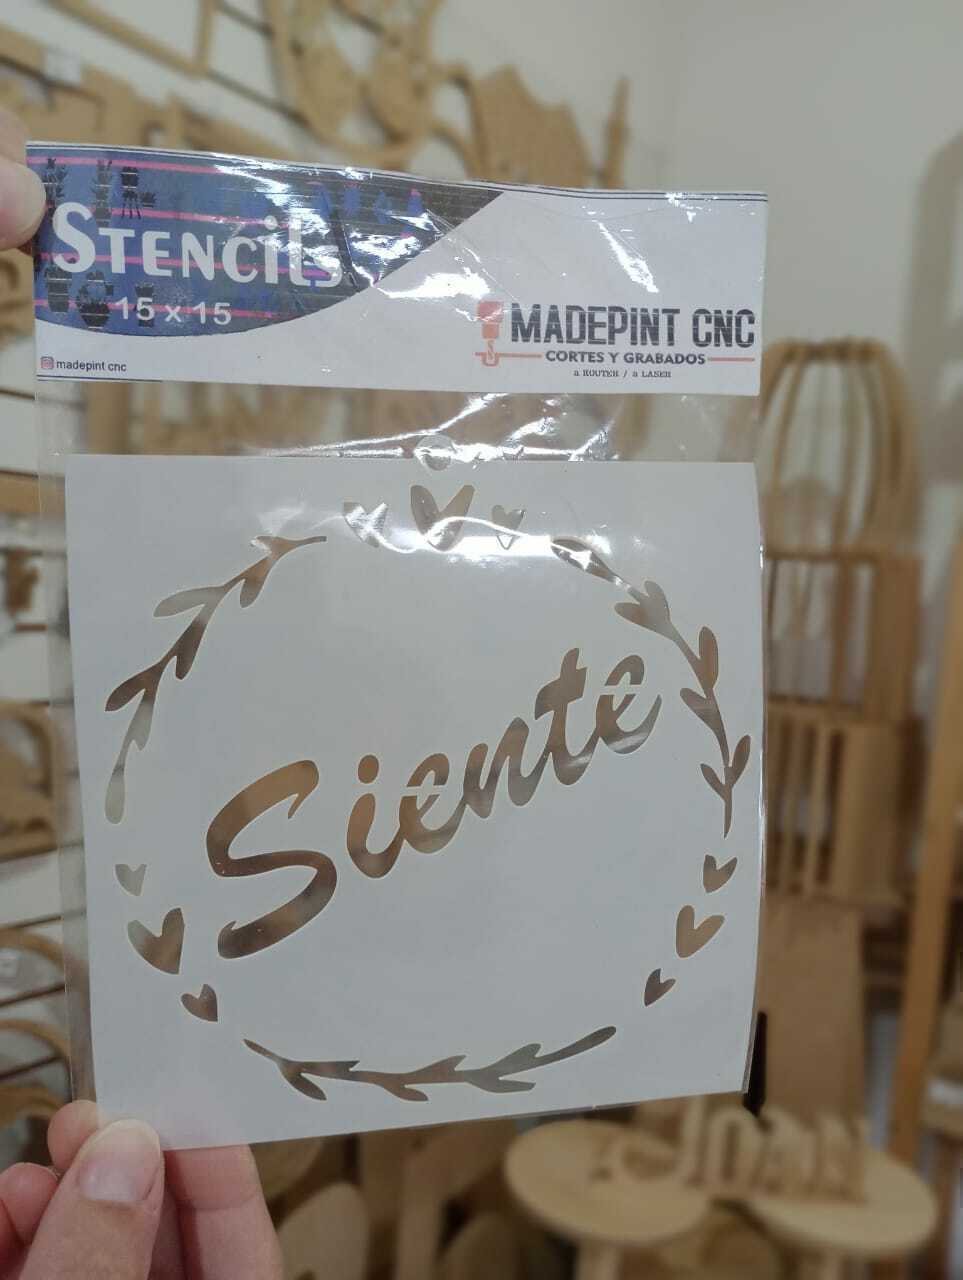 STENCilS
15 x 15
MADEPINT CNC
CORTES Y GRABADOS
a ROUTER / a LASER
madepint cnc
Siente